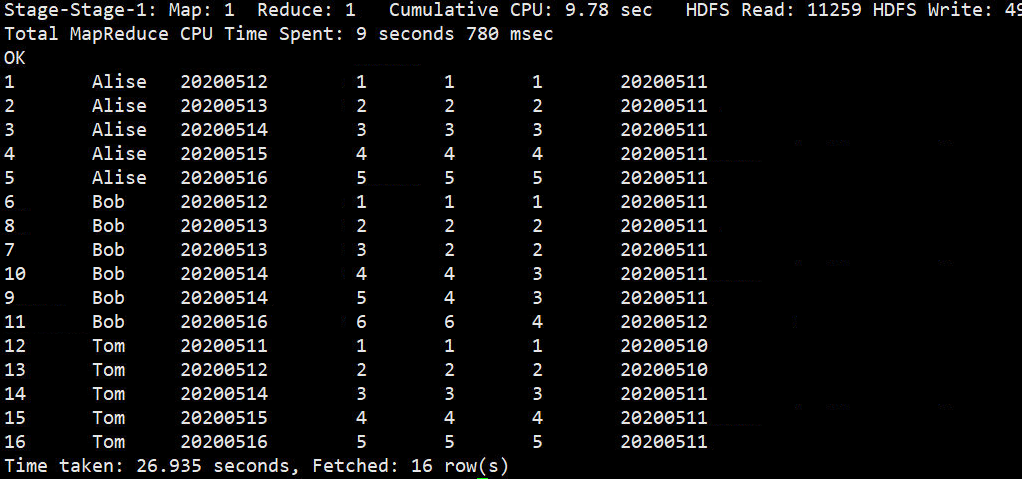 Stage-Stage-1: Map: 1  Reduce: 1   Cumulative CPU: 9.78 sec   HDFS Read: 11259 HDFS Write: 49
Total MapReduce CPU Time Spent: 9 seconds 780 msec
OK
1       Alise   20200512        1       1       1       20200511
2       Alise   20200513        2       2       2       20200511
3       Alise   20200514        3       3       3       20200511
4       Alise   20200515        4       4       4       20200511
5       Alise   20200516        5       5       5       20200511
6       Bob     20200512        1       1       1       20200511
8       Bob     20200513        2       2       2       20200511
7       Bob     20200513        3       2       2       20200511
10      Bob     20200514        4       4       3       20200511
9       Bob     20200514        5       4       3       20200511
11      Bob     20200516        6       6       4       20200512
12      Tom     20200511        1       1       1       20200510
13      Tom     20200512        2       2       2       20200510
14      Tom     20200514        3       3       3       20200511
15      Tom     20200515        4       4       4       20200511
16      Tom     20200516        5       5       5       20200511
Time taken: 26.935 seconds, Fetched: 16 row(s)